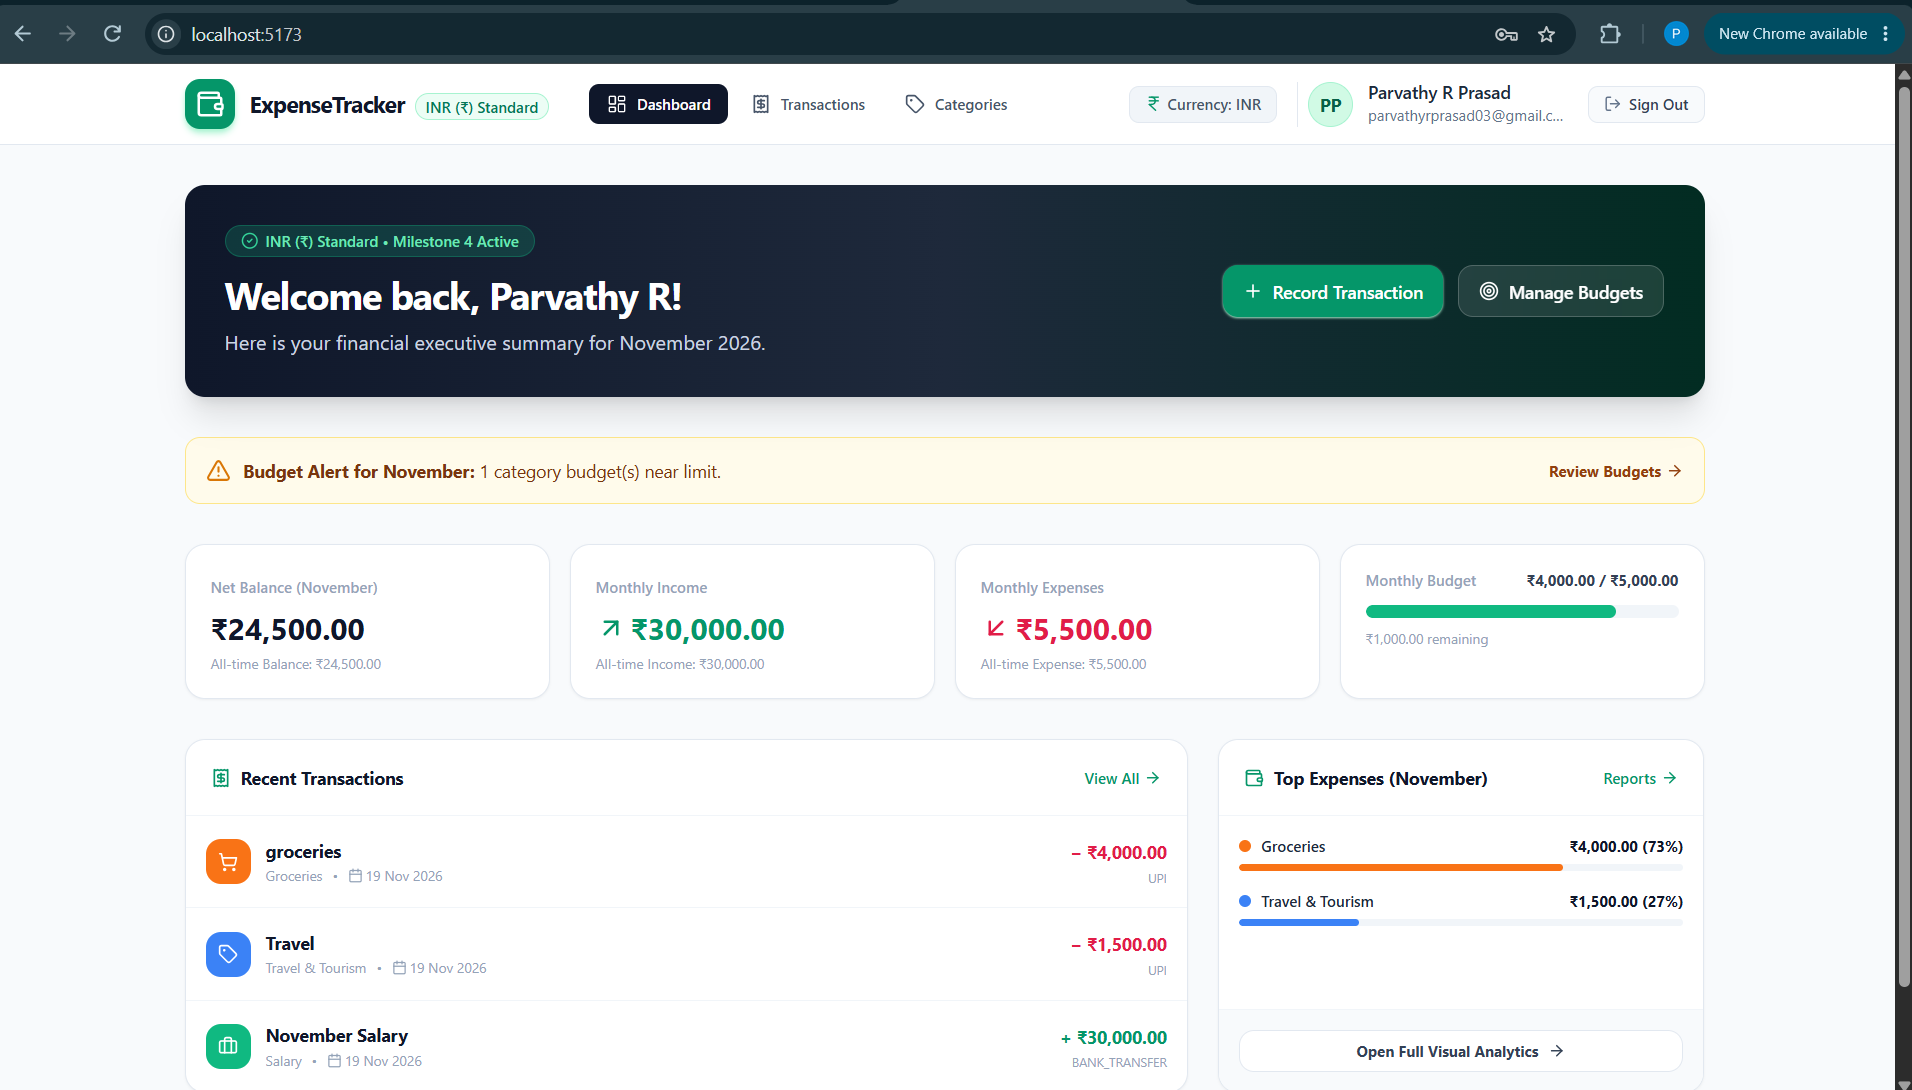 localhost:5173
P
New Chrome available
ExpenseTracker
INR (₹) Standard
Dashboard
Transactions
Categories
₹ Currency: INR
PP
Parvathy R Prasad
parvathyrprasad03@gmail.c...
Sign Out
INR (₹) Standard • Milestone 4 Active
Welcome back, Parvathy R!
Here is your financial executive summary for November 2026.
+ Record Transaction
Manage Budgets
Budget Alert for November: 1 category budget(s) near limit.
Review Budgets →
Net Balance (November)
₹24,500.00
All-time Balance: ₹24,500.00
Monthly Income
₹30,000.00
All-time Income: ₹30,000.00
Monthly Expenses
₹5,500.00
All-time Expense: ₹5,500.00
Monthly Budget
₹4,000.00 / ₹5,000.00
₹1,000.00 remaining
Recent Transactions
View All →
groceries
Groceries • 19 Nov 2026
– ₹4,000.00
UPI
Travel
Travel & Tourism • 19 Nov 2026
– ₹1,500.00
UPI
November Salary
Salary • 19 Nov 2026
+ ₹30,000.00
BANK_TRANSFER
Top Expenses (November)
Reports →
Groceries
₹4,000.00 (73%)
Travel & Tourism
₹1,500.00 (27%)
Open Full Visual Analytics →